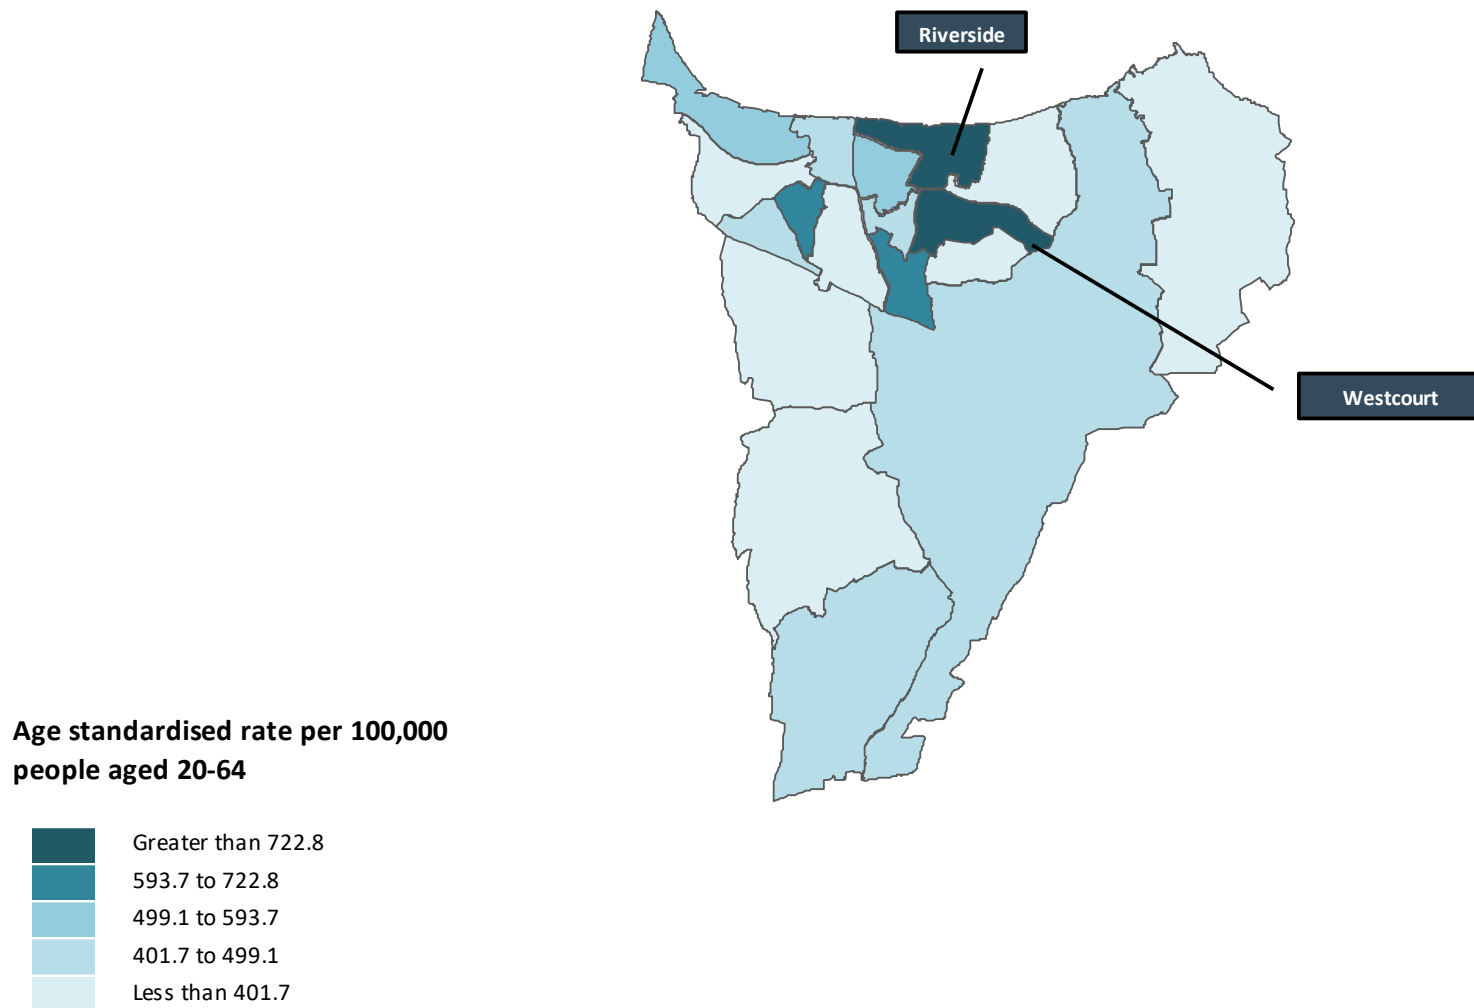 Riverside
Westcourt
Age standardised rate per 100,000
people aged 20-64
Greater than 722.8
593.7 to 722.8
499.1 to 593.7
401.7 to 499.1
Less than 401.7